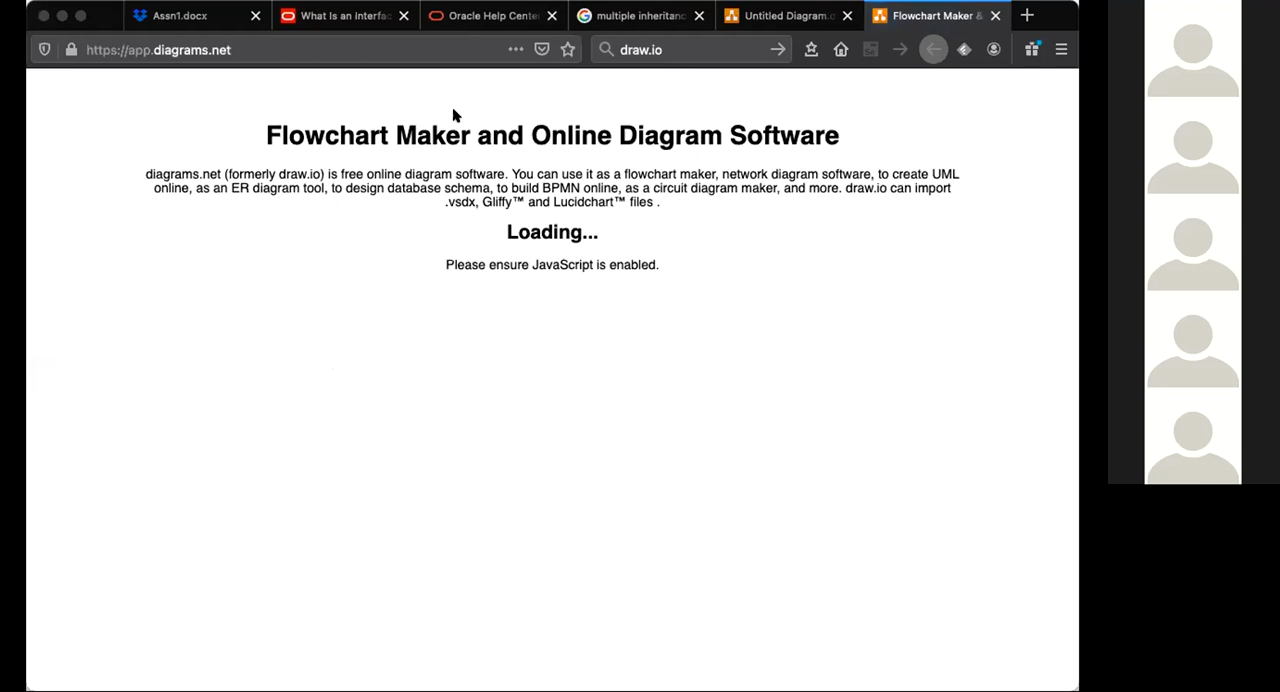 Assn1.docx
What Is an Interfac
Oracle Help Cente
multiple inheritanc
Untitled Diagram.
Flowchart Maker &
https://app.diagrams.net
draw.io
Flowchart Maker and Online Diagram Software
diagrams.net (formerly draw.io) is free online diagram software. You can use it as a flowchart maker, network diagram software, to create UML
online, as an ER diagram tool, to design database schema, to build BPMN online, as a circuit diagram maker, and more. draw.io can import
.vsdx, Gliffy™ and Lucidchart™ files .
Loading...
Please ensure JavaScript is enabled.